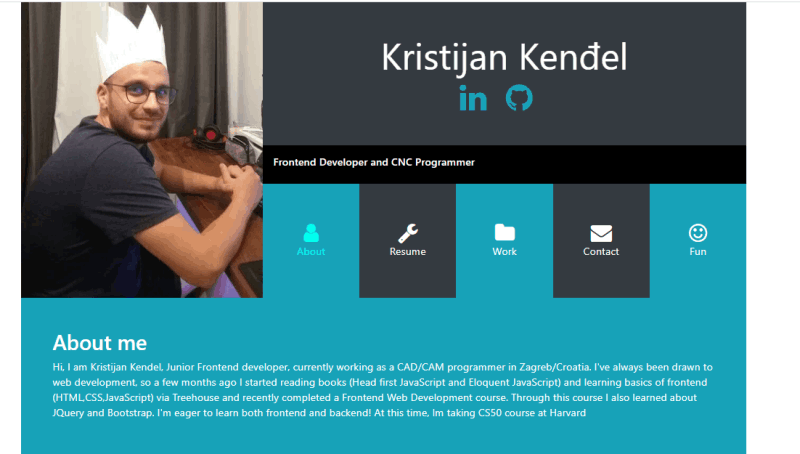 Kristijan Kenđel
in
Frontend Developer and CNC Programmer
About
Resume
Work
Contact
Fun
About me
Hi, I am Kristijan Kendel, Junior Frontend developer, currently working as a CAD/CAM programmer in Zagreb/Croatia. I've always been drawn to
web development, so a few months ago I started reading books (Head first JavaScript and Eloquent JavaScript) and learning basics of frontend
(HTML,CSS,JavaScript) via Treehouse and recently completed a Frontend Web Development course. Through this course I also learned about
JQuery and Bootstrap. I'm eager to learn both frontend and backend! At this time, Im taking CS50 course at Harvard